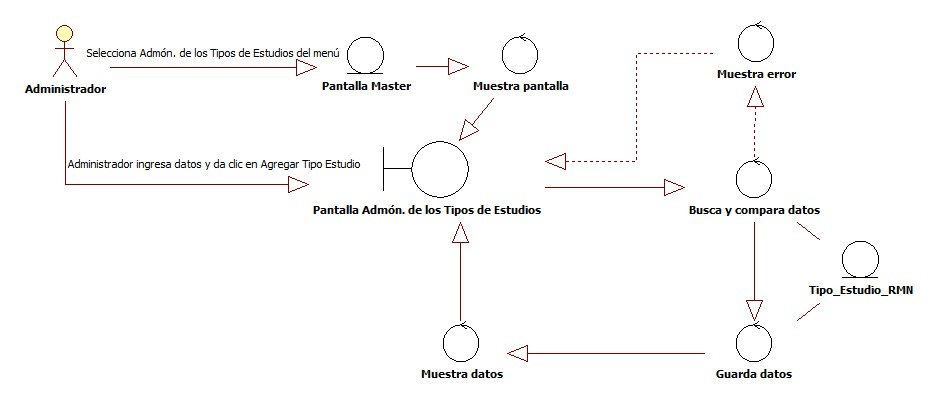 Selecciona Admón. de los Tipos de Estudios del menú
Administrador
Pantalla Master
Muestra pantalla
Muestra error
Administrador ingresa datos y da clic en Agregar Tipo Estudio
Pantalla Admón. de los Tipos de Estudios
Busca y compara datos
Tipo_Estudio_RMN
Muestra datos
Guarda datos